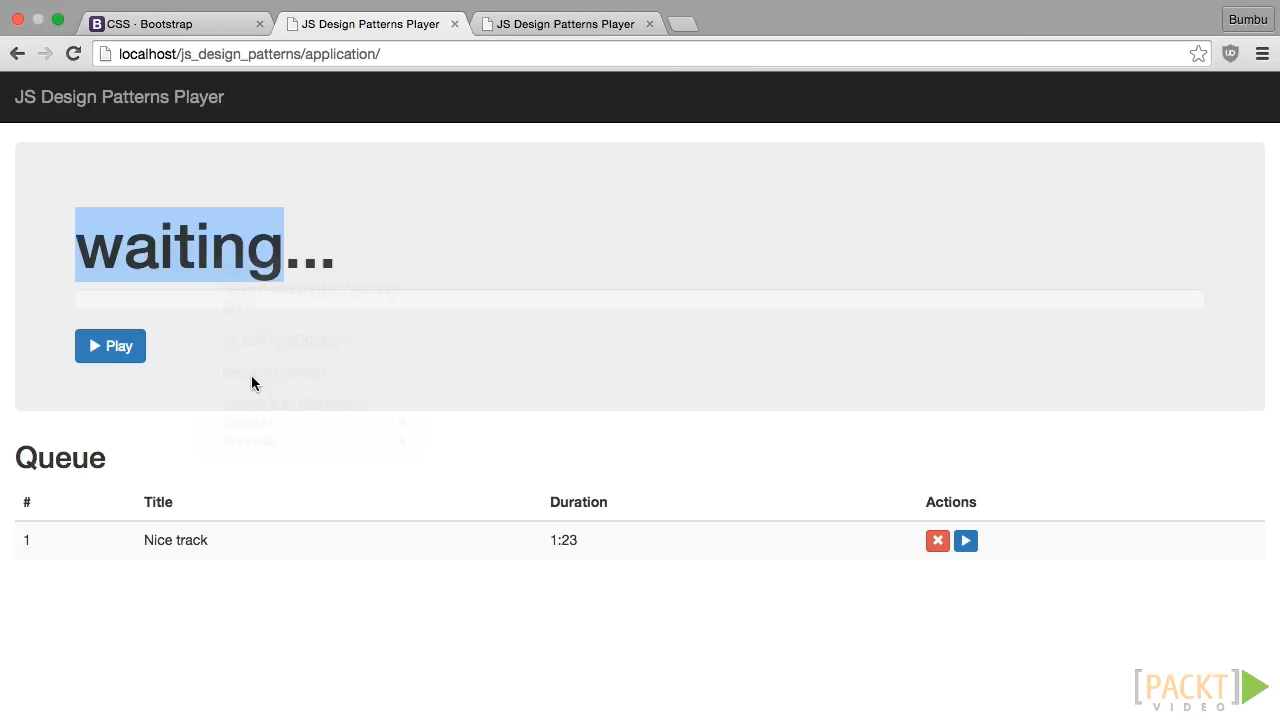 CSS · Bootstrap
JS Design Patterns Player
JS Design Patterns Player
Bumbu
localhost/js_design_patterns/application/
JS Design Patterns Player
waiting...
Play
Queue
# Title Duration Actions
1 Nice track 1:23
[PACKT]
VIDEO